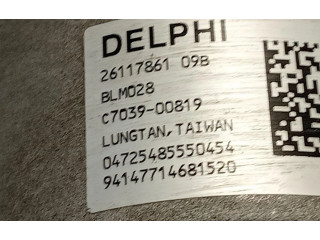 DELPHI
26117861 09B
BLM028
C7039-00819
LUNGTAN, TAIWAN
04725485550454
94147714681520